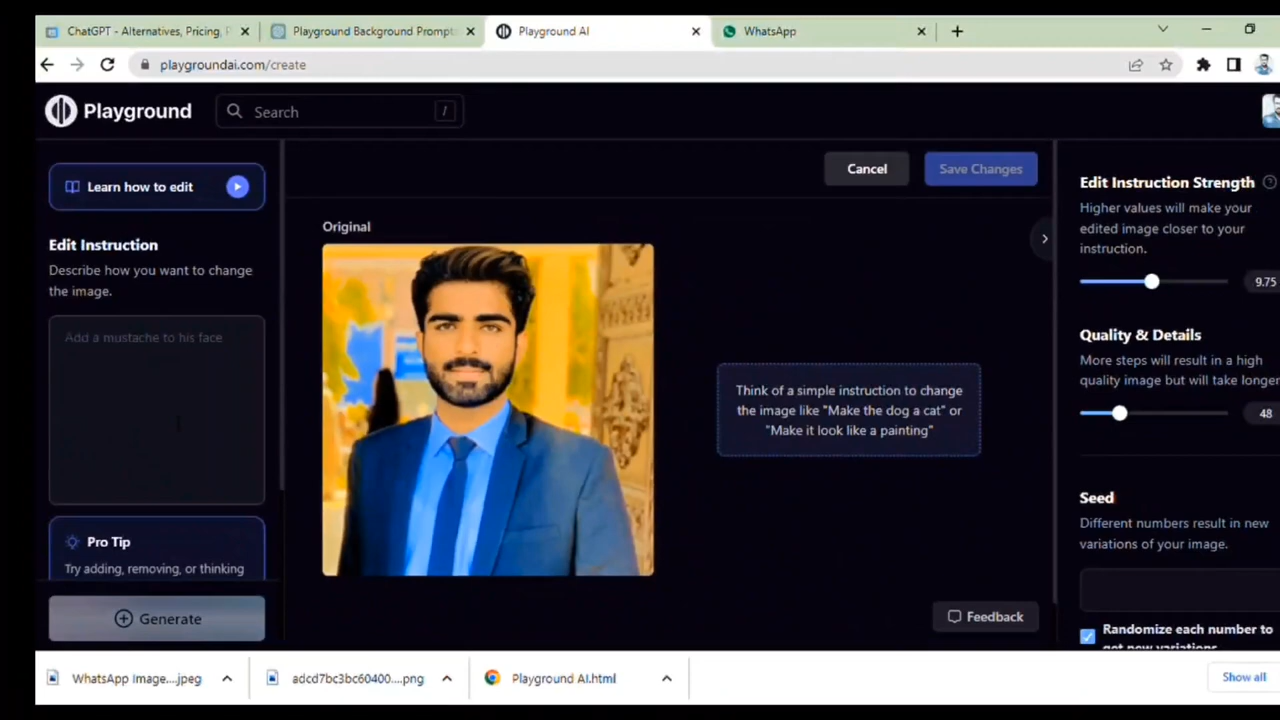 ChatGPT - Alternatives, Pricing,
Playground Background Prompt
Playground AI
WhatsApp
playgroundai.com/create
Playground
Search
/
Learn how to edit
Cancel
Save Changes
Edit Instruction
Describe how you want to change
the image.
Add a mustache to his face
Pro Tip
Try adding, removing, or thinking
Generate
Original
Think of a simple instruction to change
the image like "Make the dog a cat" or
"Make it look like a painting"
Feedback
Edit Instruction Strength
Higher values will make your
edited image closer to your
instruction.
9.75
Quality & Details
More steps will result in a high
quality image but will take longer
48
Seed
Different numbers result in new
variations of your image.
Randomize each number to
get new variations
WhatsApp Image....jpeg
adcd7bc3bc60400....png
Playground AI.html
Show all